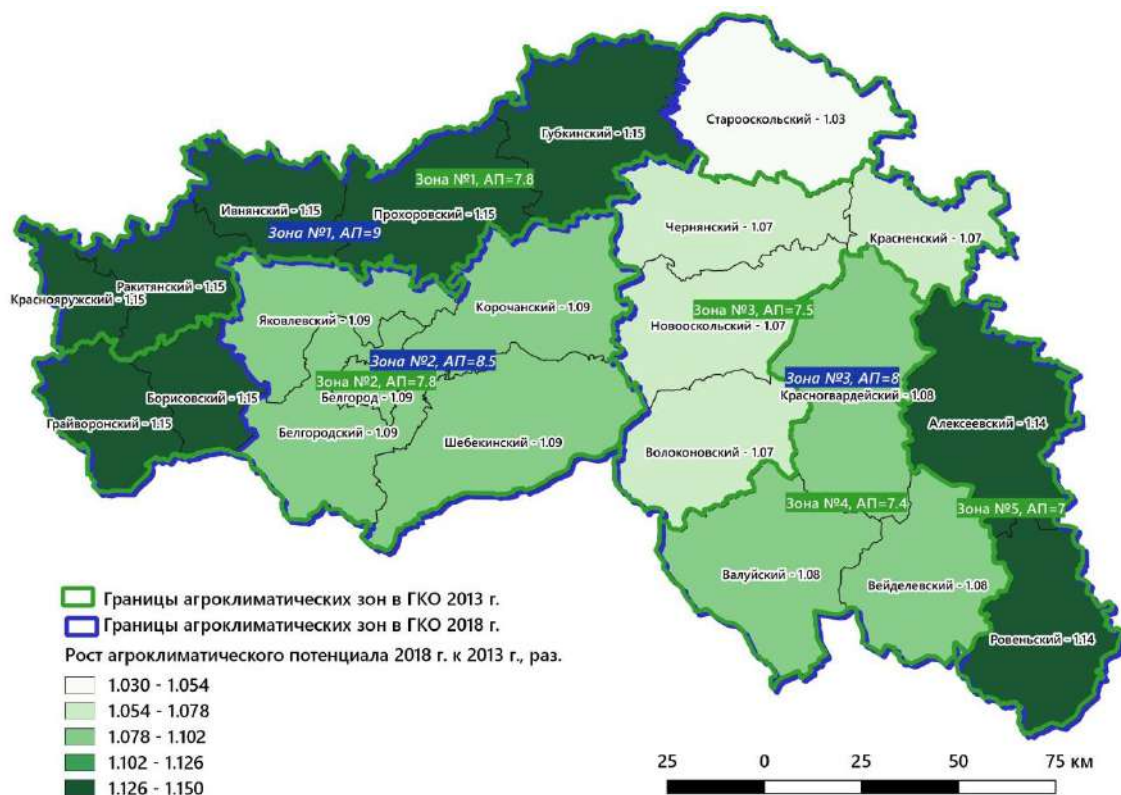 Старооскольский - 1.03
Губкинский - 1.15
Зона №1, АП=7.8
Ивнянский - 1.15
Прохоровский - 1.15
Зона №1, АП=9
Чернянский - 1.07
Красненский - 1.07
Ракитянский - 1.15
Краснояружский - 1.15
Корочанский - 1.09
Яковлевский - 1.09
Зона №3, АП=7.5
Новооскольский - 1.07
Зона №2, АП=8.5
Зона №2, АП=7.8
Зона №3, АП=8
Белгород - 1.09
Борисовский - 1.15
Красногвардейский - 1.08
Грайворонский - 1.15
Алексеевский - 1.14
Белгородский - 1.09
Шебекинский - 1.09
Волоконовский - 1.07
Зона №4, АП=7.4
Зона №5, АП=7
Валуйский - 1.08
Вейделевский - 1.08
Ровеньский - 1.14
Границы агроклиматических зон в ГКО 2013 г.
Границы агроклиматических зон в ГКО 2018 г.
Рост агроклиматического потенциала 2018 г. к 2013 г., раз.
1.030 - 1.054
1.054 - 1.078
1.078 - 1.102
1.102 - 1.126
1.126 - 1.150
25 0 25 50 75 км